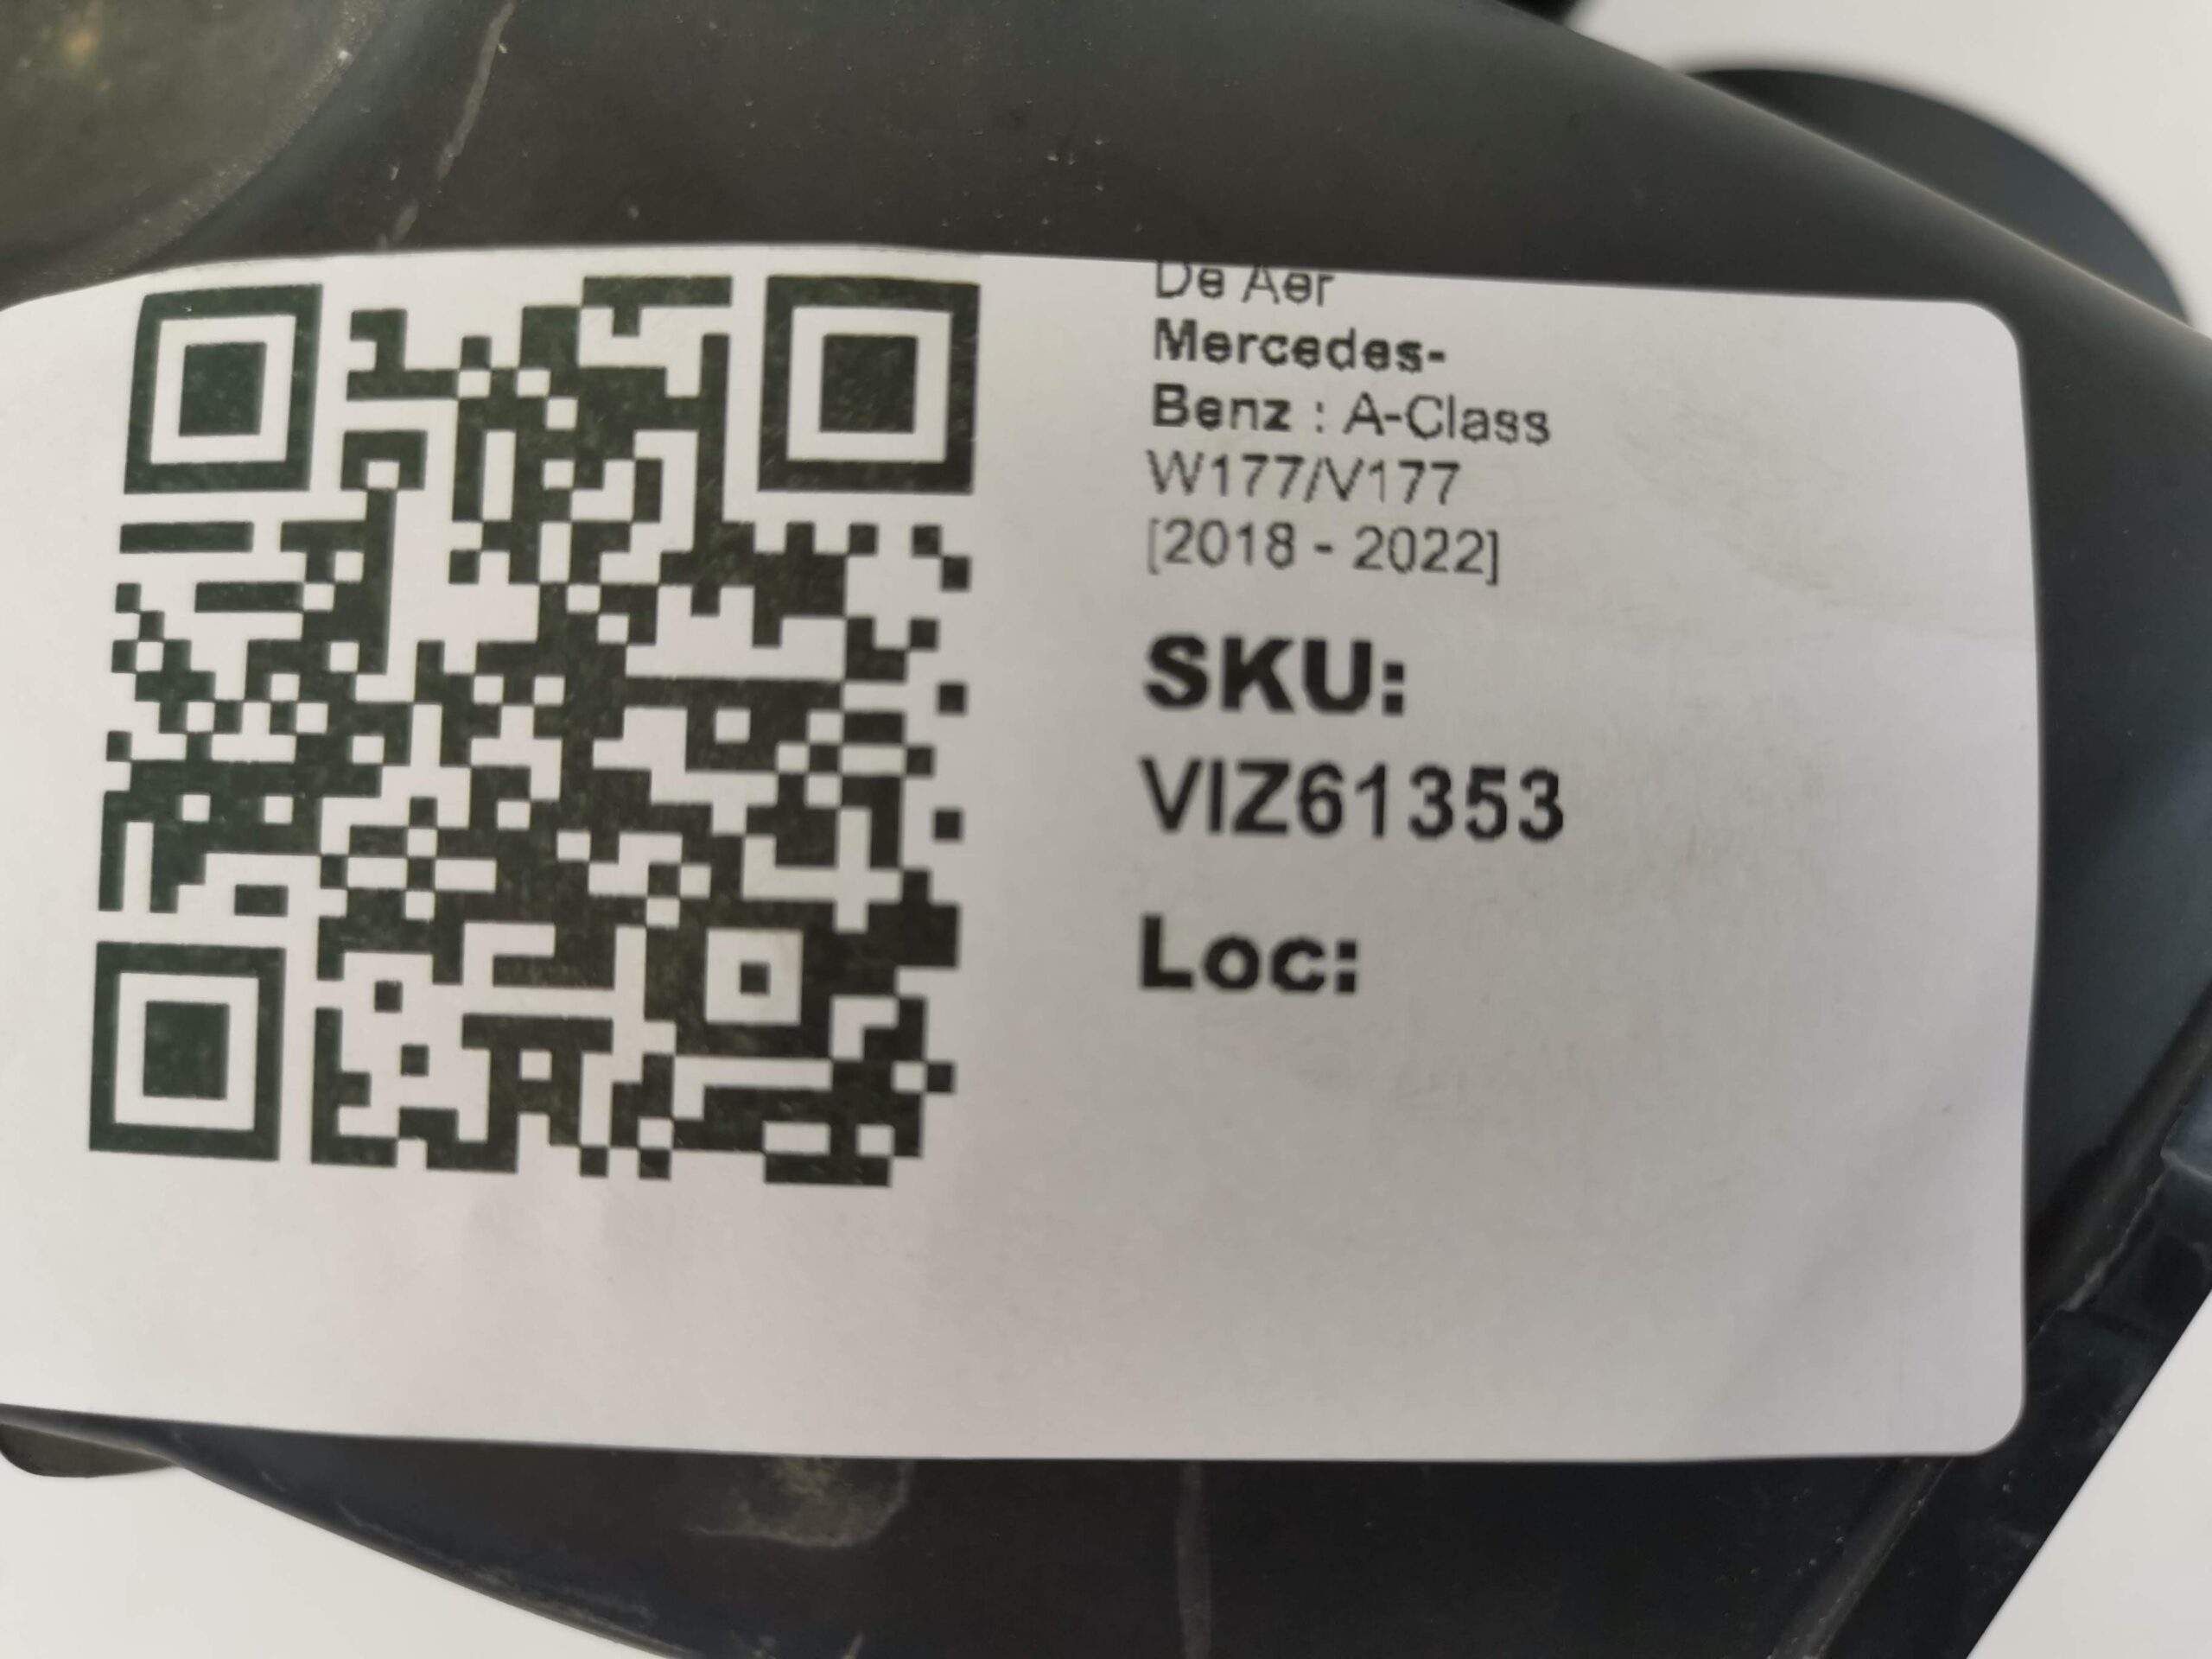 De Aer
Mercedes-
Benz : A-Class
W177/V177
[2018 - 2022]
SKU:
VIZ61353
Loc: